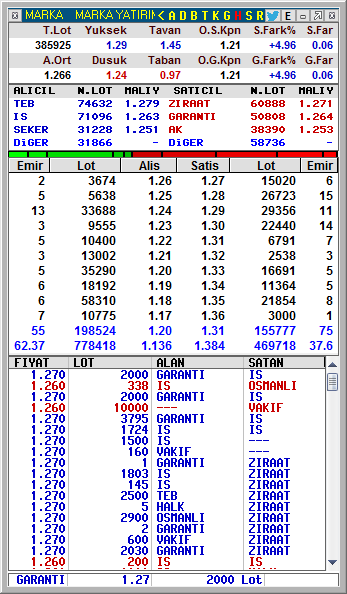 MARKA MARKA YATIRIM < A D B T K G H S R E
T.Lot Yuksek Tavan O.S.Kpn S.Fark% S.Far
385925 1.29 1.45 1.21 +4.96 0.06
A.Ort Dusuk Taban O.G.Kpn G.Fark% G.Far
1.266 1.24 0.97 1.21 +4.96 0.06
ALICIL N.LOT MALIY SATICIL N.LOT MALIY
TEB 74632 1.279 ZIRAAT 60888 1.271
IS 71096 1.263 GARANTI 50808 1.264
SEKER 31228 1.251 AK 38390 1.253
DiGER 31866 - DiGER 58736 -
Emir Lot Alis Satis Lot Emir
2 3674 1.26 1.27 15020 6
5 5638 1.25 1.28 26723 15
13 33688 1.24 1.29 29356 11
3 9555 1.23 1.30 22440 14
5 10400 1.22 1.31 6791 7
3 13002 1.21 1.32 2538 3
5 35290 1.20 1.33 16691 5
6 18192 1.19 1.34 11364 5
6 58310 1.18 1.35 21854 8
7 10775 1.17 1.36 3000 1
55 198524 1.20 1.31 155777 75
62.37 778418 1.136 1.384 469718 37.6
FIYAT LOT ALAN SATAN
1.270 2000 GARANTI IS
1.260 338 IS OSMANLI
1.270 2000 GARANTI IS
1.260 10000 --- VAKIF
1.270 3795 GARANTI IS
1.270 1724 IS IS
1.270 1500 IS ---
1.270 160 VAKIF ---
1.270 1 GARANTI ZIRAAT
1.270 1803 IS ZIRAAT
1.270 145 IS ZIRAAT
1.270 2500 TEB ZIRAAT
1.270 5 HALK ZIRAAT
1.270 2900 OSMANLI ZIRAAT
1.270 2 GARANTI ZIRAAT
1.270 600 VAKIF ZIRAAT
1.270 2030 GARANTI ZIRAAT
1.260 200 IS IS
GARANTI 1.27 2000 Lot